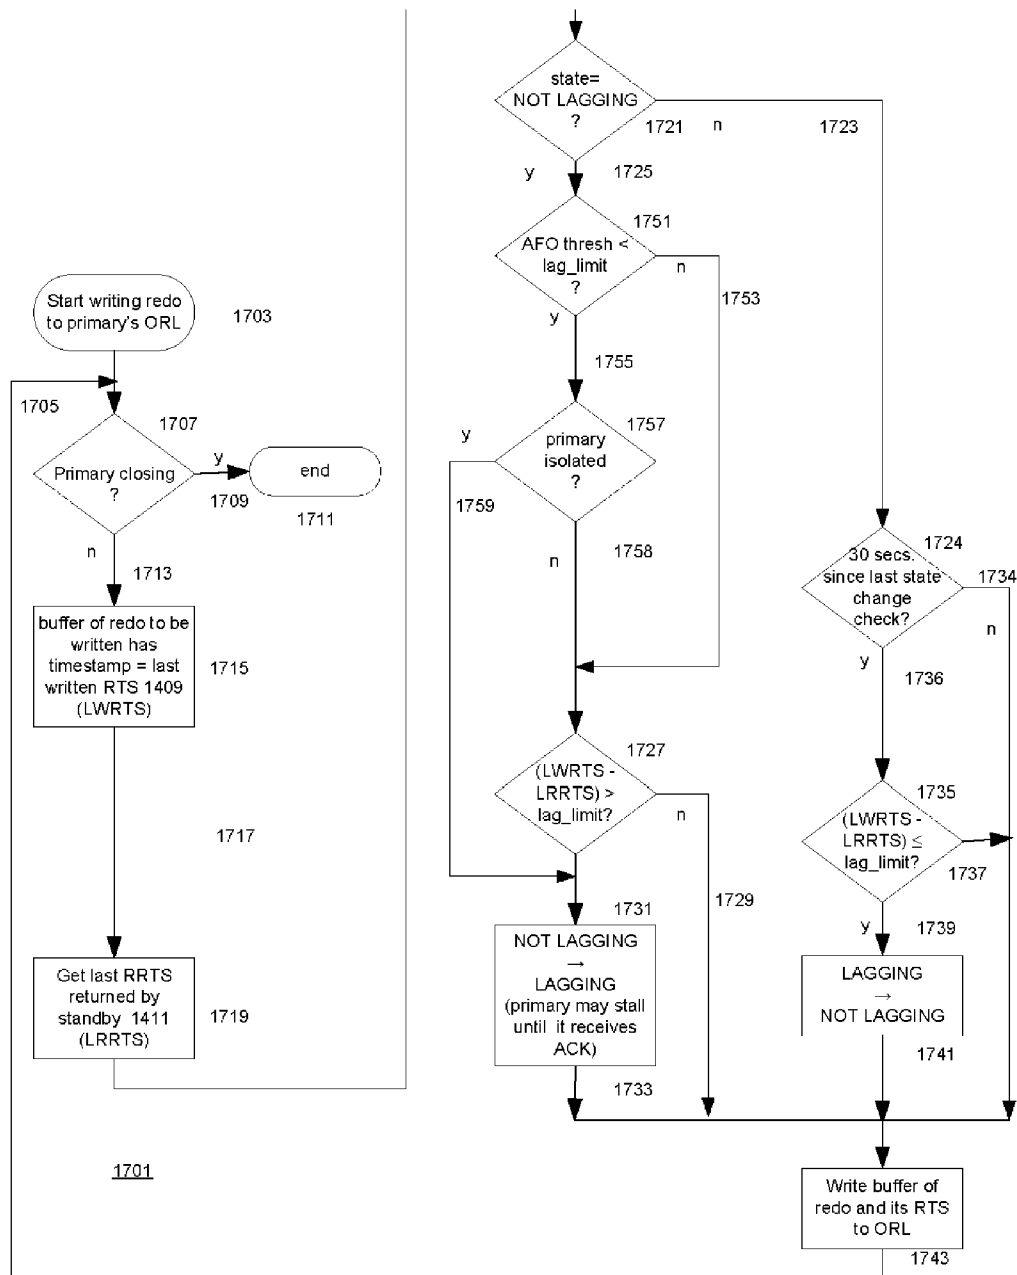 Start writing redo
to primary's ORL
1703
1705
1707
Primary closing
?
y
1709
end
1711
n
1713
buffer of redo to be
written has
timestamp = last
written RTS 1409
(LWRTS)
1715
1717
Get last RRTS
returned by
standby 1411
(LRRTS)
1719
1701
state=
NOT LAGGING
?
1721
n
1723
y
1725
1751
AFO thresh <
lag_limit
?
n
1753
y
1755
1757
primary
isolated
?
y
1759
n
1758
1727
(LWRTS -
LRRTS) >
lag_limit?
n
1729
1731
NOT LAGGING
→
LAGGING
(primary may stall
until it receives
ACK)
1733
1724
30 secs.
since last state
change
check?
1734
n
y
1736
1735
(LWRTS -
LRRTS) ≤
lag_limit?
1737
y
1739
LAGGING
→
NOT LAGGING
1741
Write buffer of
redo and its RTS
to ORL
1743